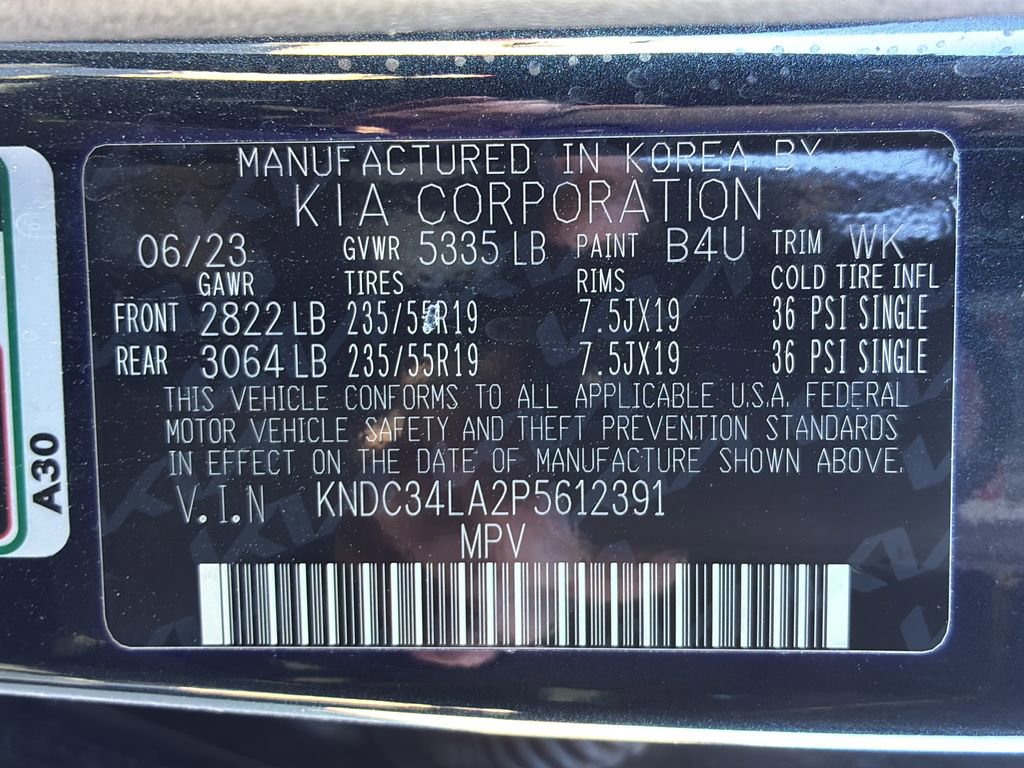 MANUFACTURED IN KOREA BY
KIA CORPORATION
06/23 GVWR 5335 LB PAINT B4U TRIM WK
GAWR TIRES RIMS COLD TIRE INFL
FRONT 2822 LB 235/55R19 7.5JX19 36 PSI SINGLE
REAR 3064 LB 235/55R19 7.5JX19 36 PSI SINGLE
THIS VEHICLE CONFORMS TO ALL APPLICABLE U.S.A. FEDERAL
MOTOR VEHICLE SAFETY AND THEFT PREVENTION STANDARDS
IN EFFECT ON THE DATE OF MANUFACTURE SHOWN ABOVE.
V.I.N KNDC34LA2P5612391
MPV
A30